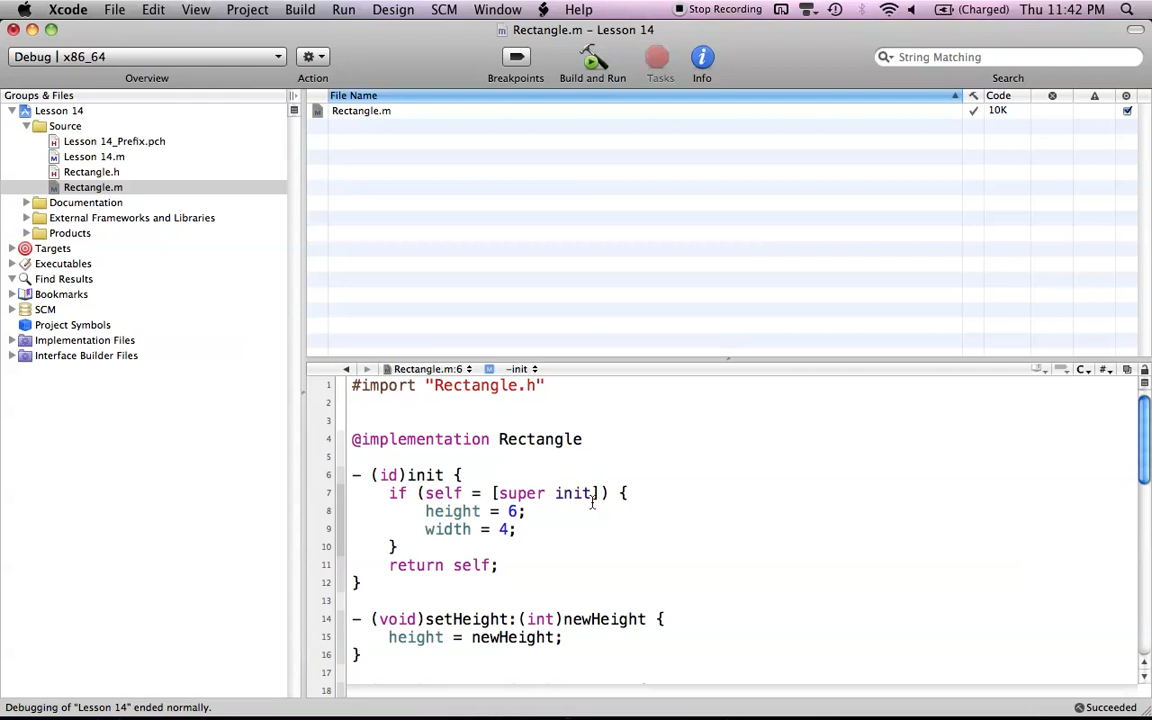 Xcode File Edit View Project Build Run Design SCM Window Help Stop Recording (Charged) Thu 11:42 PM
Rectangle.m – Lesson 14
Debug | x86_64
String Matching
Overview Action Breakpoints Build and Run Tasks Info Search
Groups & Files
File Name Code
Lesson 14
Rectangle.m 10K
Source
Lesson 14_Prefix.pch
Lesson 14.m
Rectangle.h
Rectangle.m
Documentation
External Frameworks and Libraries
Products
Targets
Executables
Find Results
Bookmarks
SCM
Project Symbols
Implementation Files
Interface Builder Files
Rectangle.m:6 -init
1 #import "Rectangle.h"
2
3
4 @implementation Rectangle
5
6 - (id)init {
7 if (self = [super init]) {
8 height = 6;
9 width = 4;
10 }
11 return self;
12 }
13
14 - (void)setHeight:(int)newHeight {
15 height = newHeight;
16 }
17
18
Debugging of "Lesson 14" ended normally. Succeeded